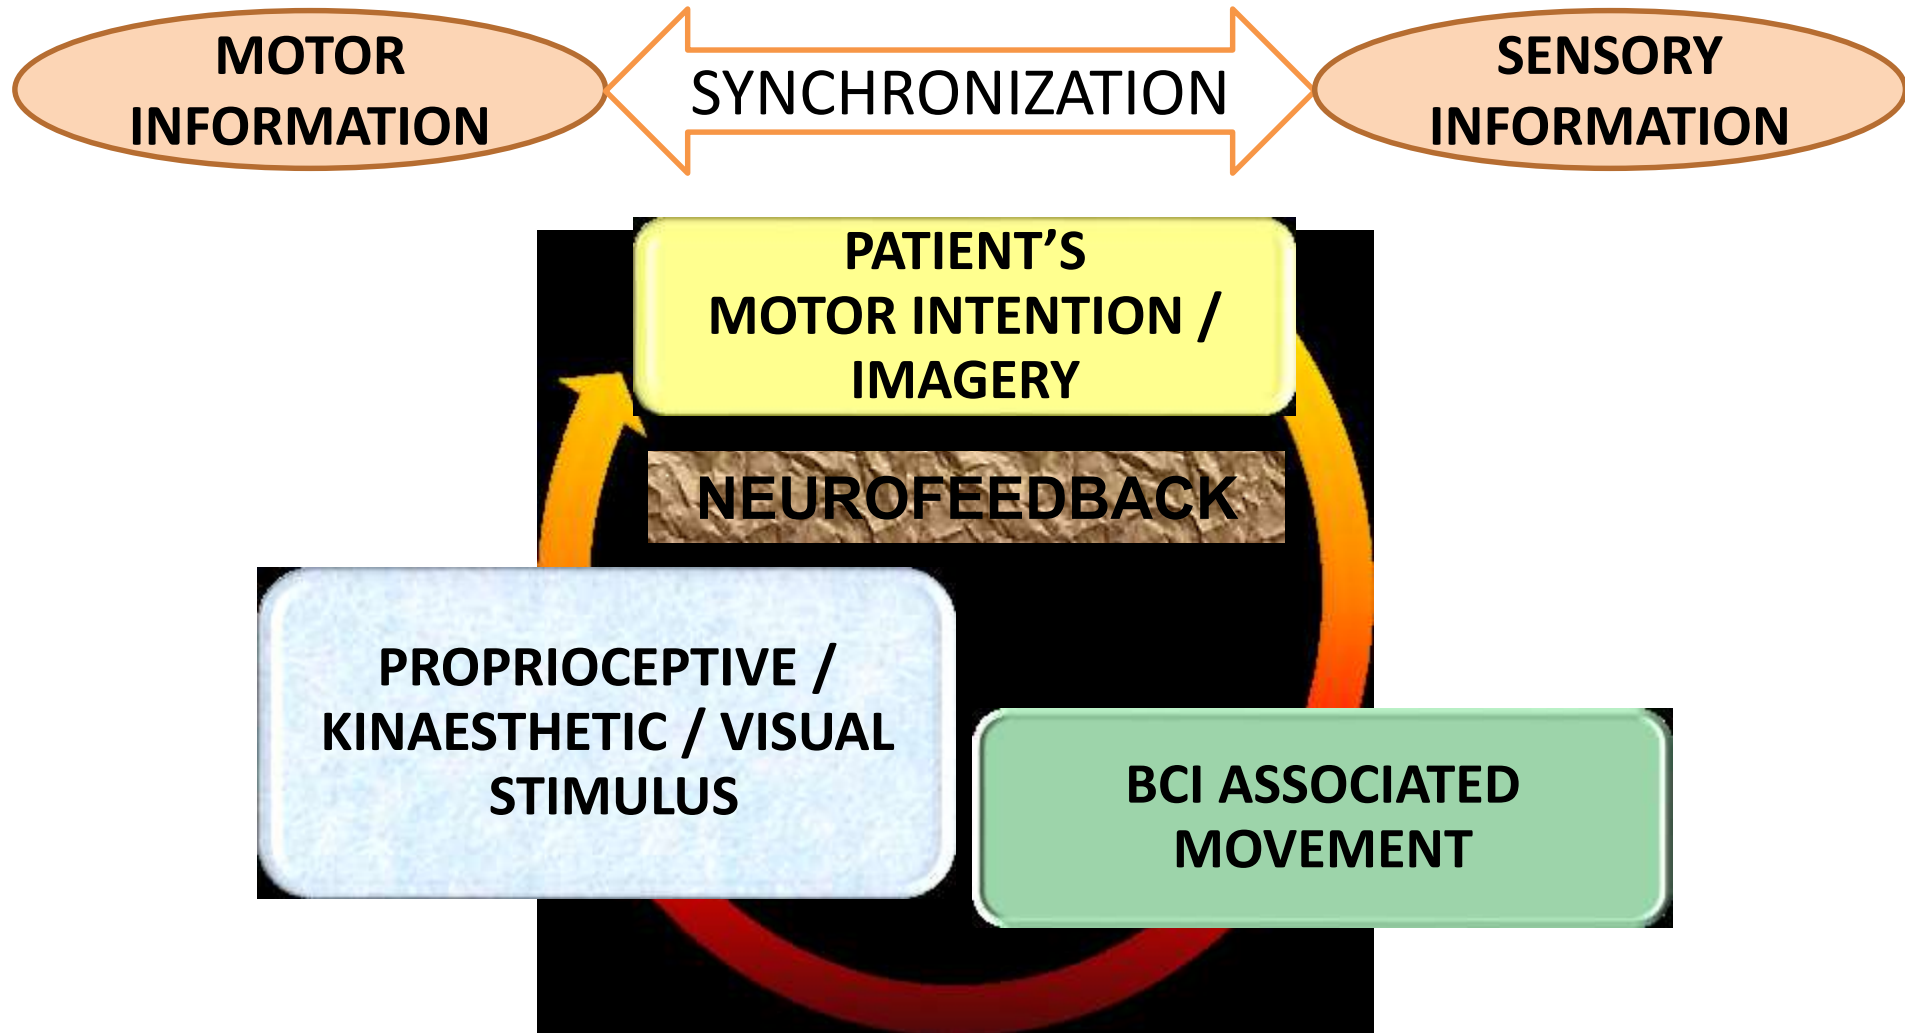 MOTOR
INFORMATION
SYNCHRONIZATION
SENSORY
INFORMATION
PATIENT’S
MOTOR INTENTION /
IMAGERY
NEUROFEEDBACK
PROPRIOCEPTIVE /
KINAESTHETIC / VISUAL
STIMULUS
BCI ASSOCIATED
MOVEMENT